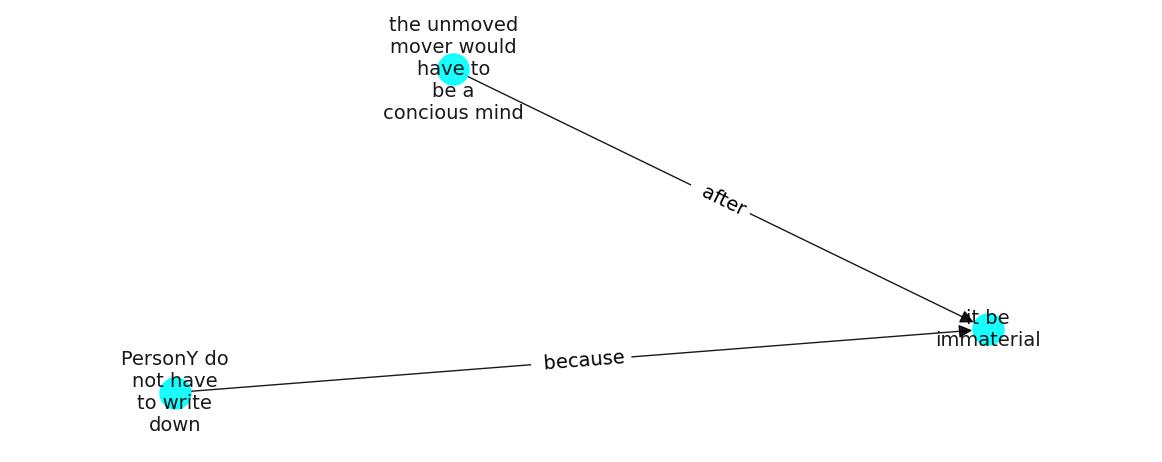 the unmoved
mover would
have to
be a
concious mind
after
it be
immaterial
because
PersonY do
not have
to write
down